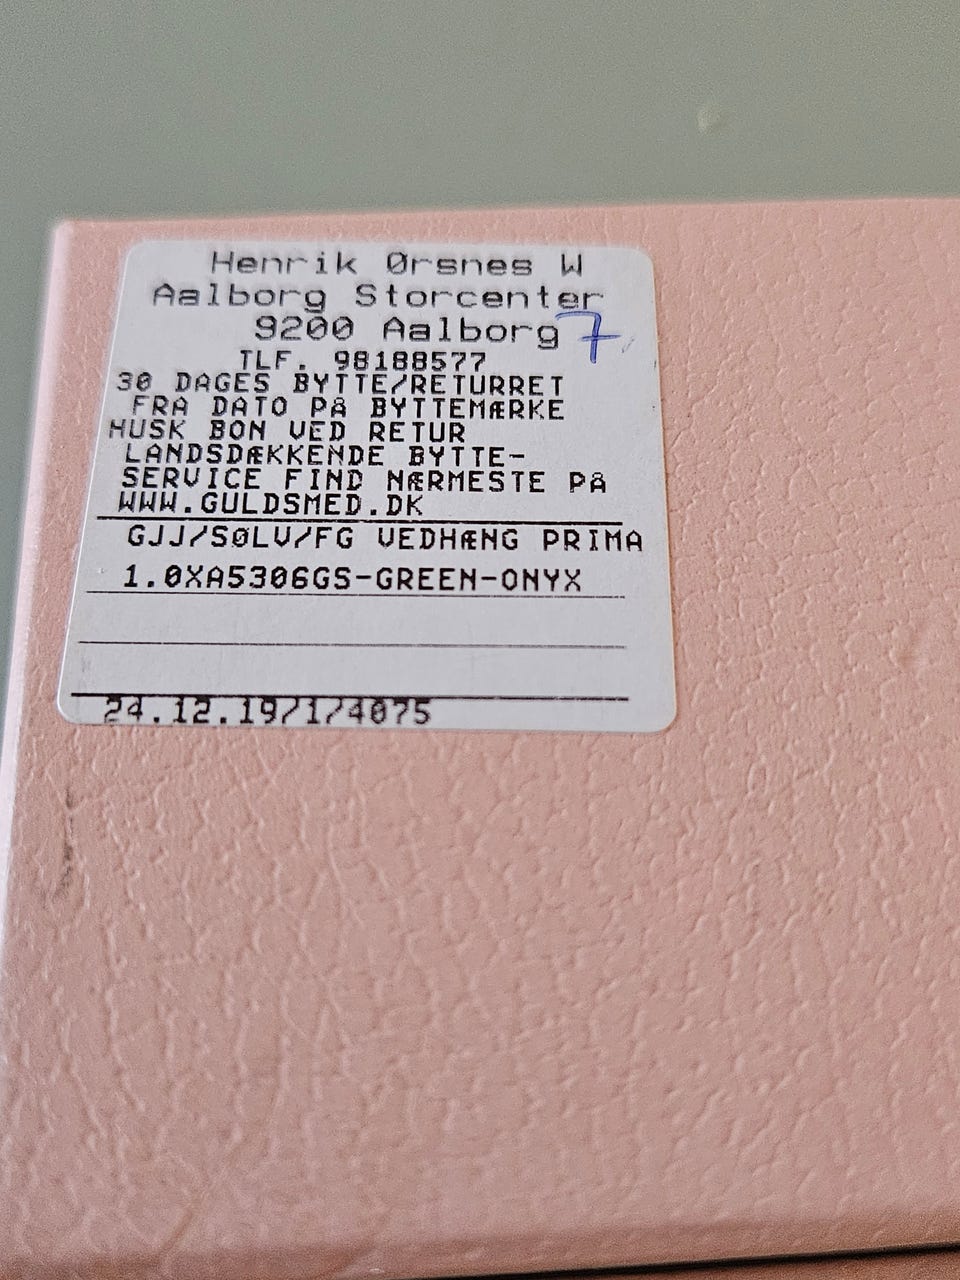 Henrik Ørsnes W
Aalborg Storcenter
9200 Aalborg 7
TLF. 98188577
30 DAGES BYTTE/RETURRET
FRA DATO PÅ BYTTEMÆRKE
HUSK BON VED RETUR
LANDSDÆKKENDE BYTTE-
SERVICE FIND NÆRMESTE PÅ
WWW.GULDSMED.DK
GJJ/SØLV/FG VEDHÆNG PRIMA
1.0XA5306GS-GREEN-ONYX
24.12.19/1/4075